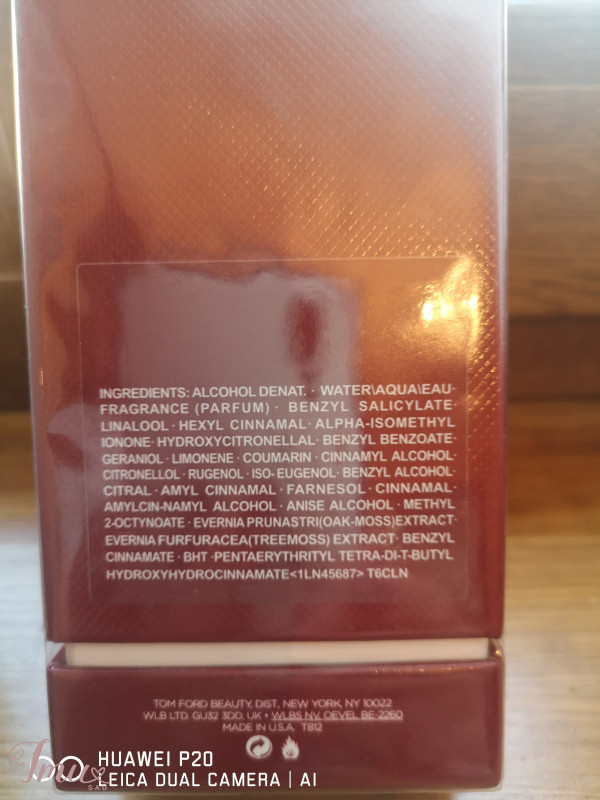 INGREDIENTS: ALCOHOL DENAT. · WATER\AQUA\EAU·
FRAGRANCE (PARFUM) · BENZYL SALICYLATE·
LINALOOL · HEXYL CINNAMAL · ALPHA-ISOMETHYL
IONONE · HYDROXYCITRONELLAL · BENZYL BENZOATE·
GERANIOL · LIMONENE · COUMARIN · CINNAMYL ALCOHOL·
CITRONELLOL · RUGENOL · ISO-EUGENOL · BENZYL ALCOHOL·
CITRAL · AMYL CINNAMAL · FARNESOL · CINNAMAL·
AMYLCIN-NAMYL ALCOHOL · ANISE ALCOHOL · METHYL
2-OCTYNOATE · EVERNIA PRUNASTRI(OAK-MOSS)EXTRACT·
EVERNIA FURFURACEA(TREEMOSS) EXTRACT · BENZYL
CINNAMATE · BHT · PENTAERYTHRITYL TETRA-DI-T-BUTYL
HYDROXYHYDROCINNAMATE<1LN45687> T6CLN
TOM FORD BEAUTY, DIST, NEW YORK, NY 10022
WLB LTD. GU32 3DD, UK • WLBS NV. OEVEL BE-2260
MADE IN U.S.A. T812
HUAWEI P20
LEICA DUAL CAMERA | AI